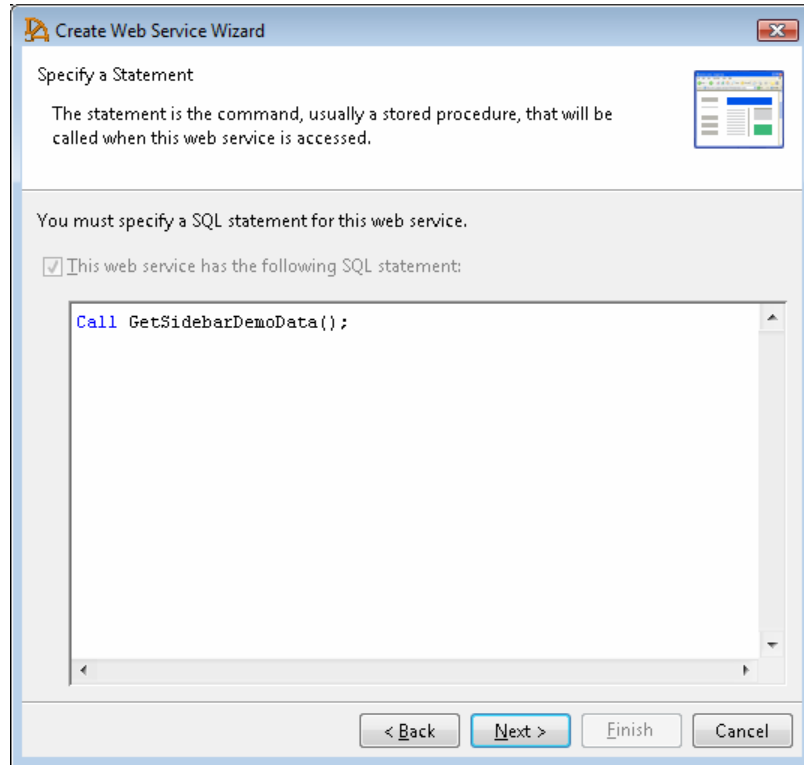 Create Web Service Wizard
Specify a Statement
The statement is the command, usually a stored procedure, that will be
called when this web service is accessed.
You must specify a SQL statement for this web service.
This web service has the following SQL statement:
Call GetSidebarDemoData();
< Back Next > Finish Cancel